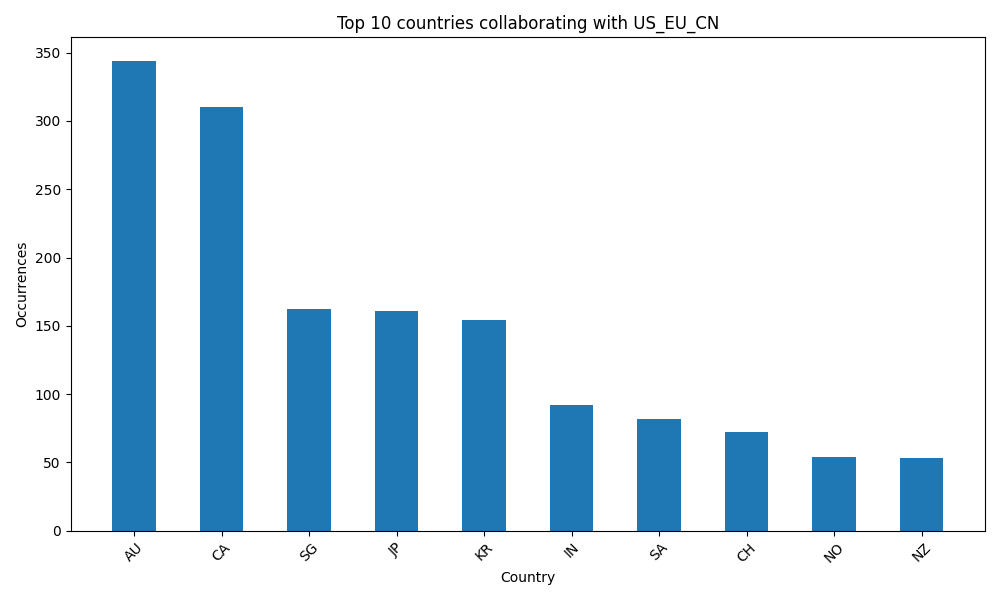 Top 10 countries collaborating with US_EU_CN
Occurrences
350
300
250
200
150
100
50
0
AU
CA
SG
JP
KR
IN
SA
CH
NO
NZ
Country